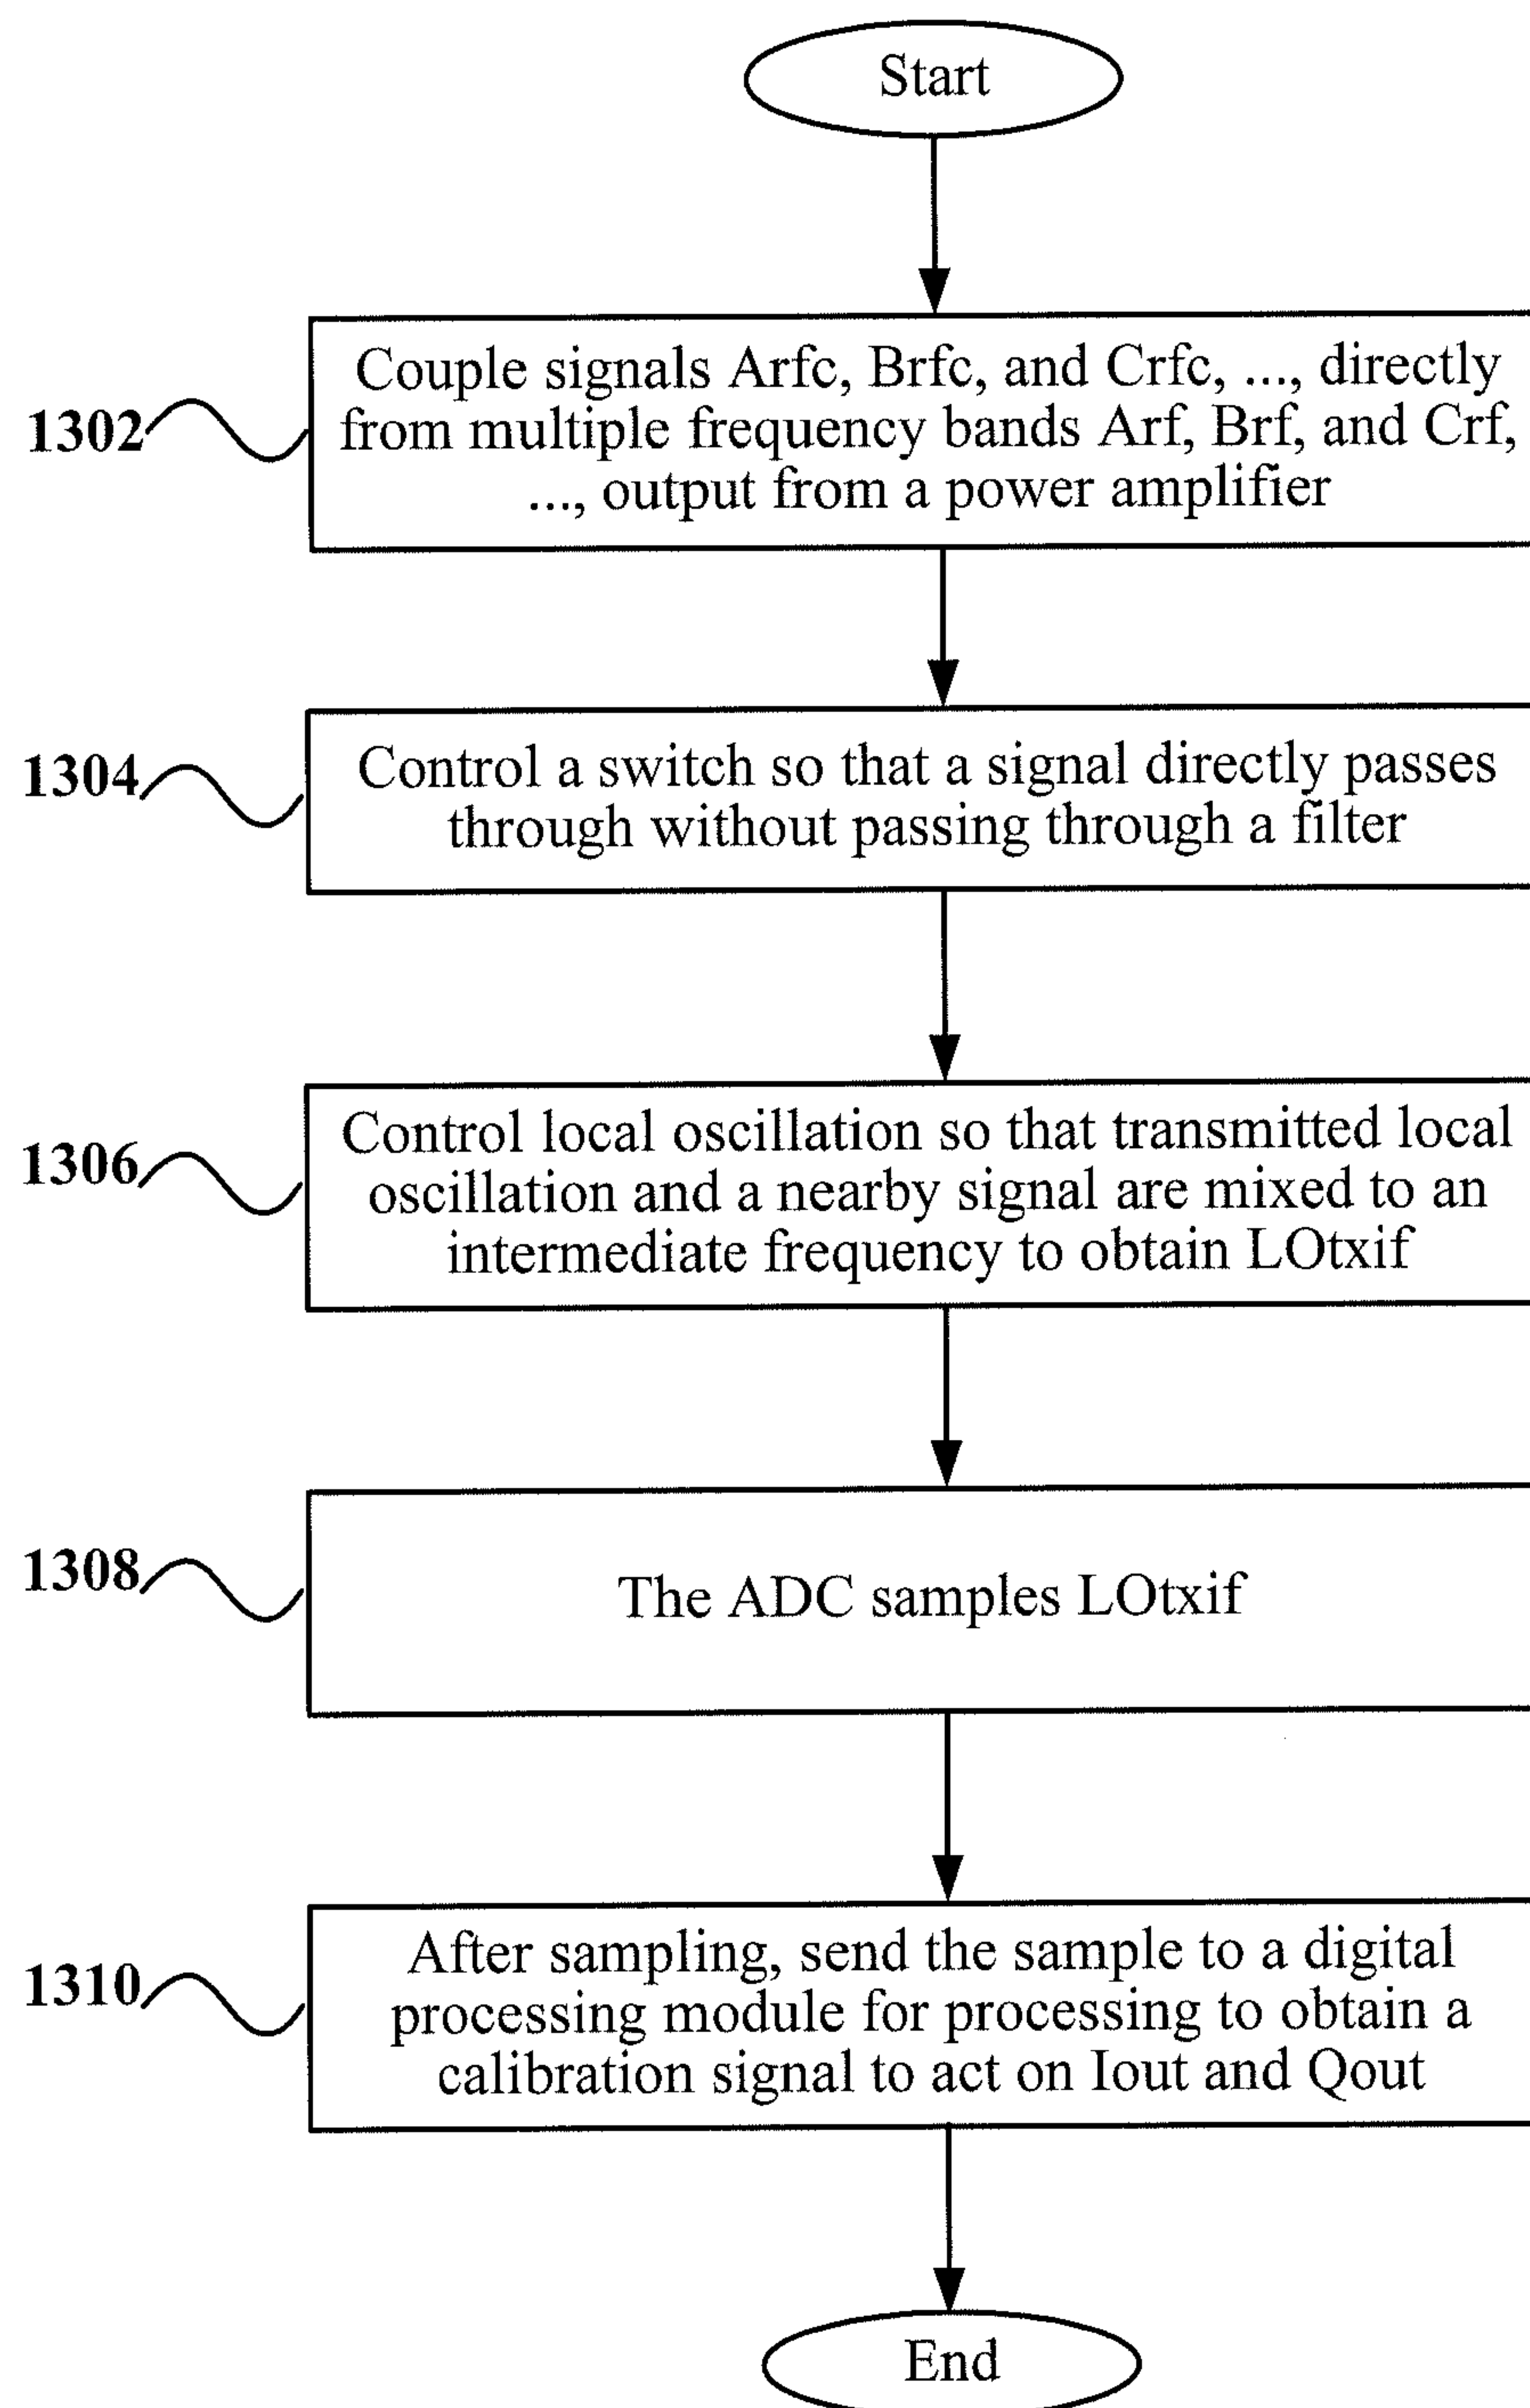 Start
1302
Couple signals Arfc, Brfc, and Crfc, ..., directly
from multiple frequency bands Arf, Brf, and Crf,
..., output from a power amplifier
1304
Control a switch so that a signal directly passes
through without passing through a filter
1306
Control local oscillation so that transmitted local
oscillation and a nearby signal are mixed to an
intermediate frequency to obtain LOtxif
1308
The ADC samples LOtxif
1310
After sampling, send the sample to a digital
processing module for processing to obtain a
calibration signal to act on Iout and Qout
End